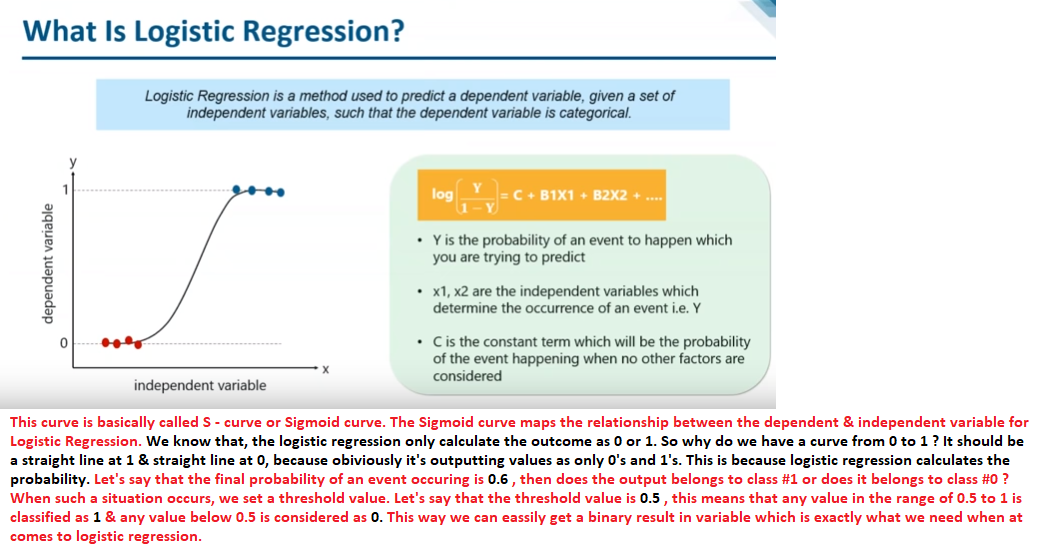 What Is Logistic Regression?
Logistic Regression is a method used to predict a dependent variable, given a set of
independent variables, such that the dependent variable is categorical.
y
1
dependent variable
0
x
independent variable
log(Y/1 − Y) = C + B1X1 + B2X2 + ....
• Y is the probability of an event to happen which
you are trying to predict
• x1, x2 are the independent variables which
determine the occurrence of an event i.e. Y
• C is the constant term which will be the probability
of the event happening when no other factors are
considered
This curve is basically called S - curve or Sigmoid curve. The Sigmoid curve maps the relationship between the dependent & independent variable for
Logistic Regression. We know that, the logistic regression only calculate the outcome as 0 or 1. So why do we have a curve from 0 to 1 ? It should be
a straight line at 1 & straight line at 0, because obiviously it's outputting values as only 0's and 1's. This is because logistic regression calculates the
probability. Let's say that the final probability of an event occuring is 0.6 , then does the output belongs to class #1 or does it belongs to class #0 ?
When such a situation occurs, we set a threshold value. Let's say that the threshold value is 0.5 , this means that any value in the range of 0.5 to 1 is
classified as 1 & any value below 0.5 is considered as 0. This way we can eassily get a binary result in variable which is exactly what we need when at
comes to logistic regression.